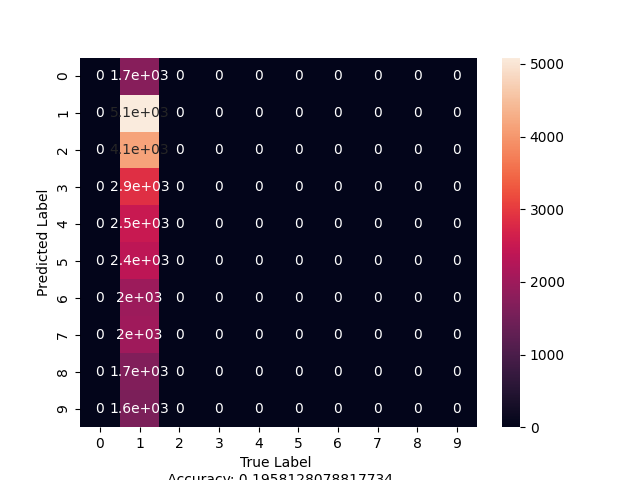 0 0 1.7e+03 0 0 0 0 0 0 0 0
1 0 5.1e+03 0 0 0 0 0 0 0 0
2 0 4.1e+03 0 0 0 0 0 0 0 0
3 0 2.9e+03 0 0 0 0 0 0 0 0
4 0 2.5e+03 0 0 0 0 0 0 0 0
5 0 2.4e+03 0 0 0 0 0 0 0 0
6 0 2e+03 0 0 0 0 0 0 0 0
7 0 2e+03 0 0 0 0 0 0 0 0
8 0 1.7e+03 0 0 0 0 0 0 0 0
9 0 1.6e+03 0 0 0 0 0 0 0 0
0 1 2 3 4 5 6 7 8 9
Predicted Label
True Label
Accuracy: 0.1958128078817734
5000
4000
3000
2000
1000
0